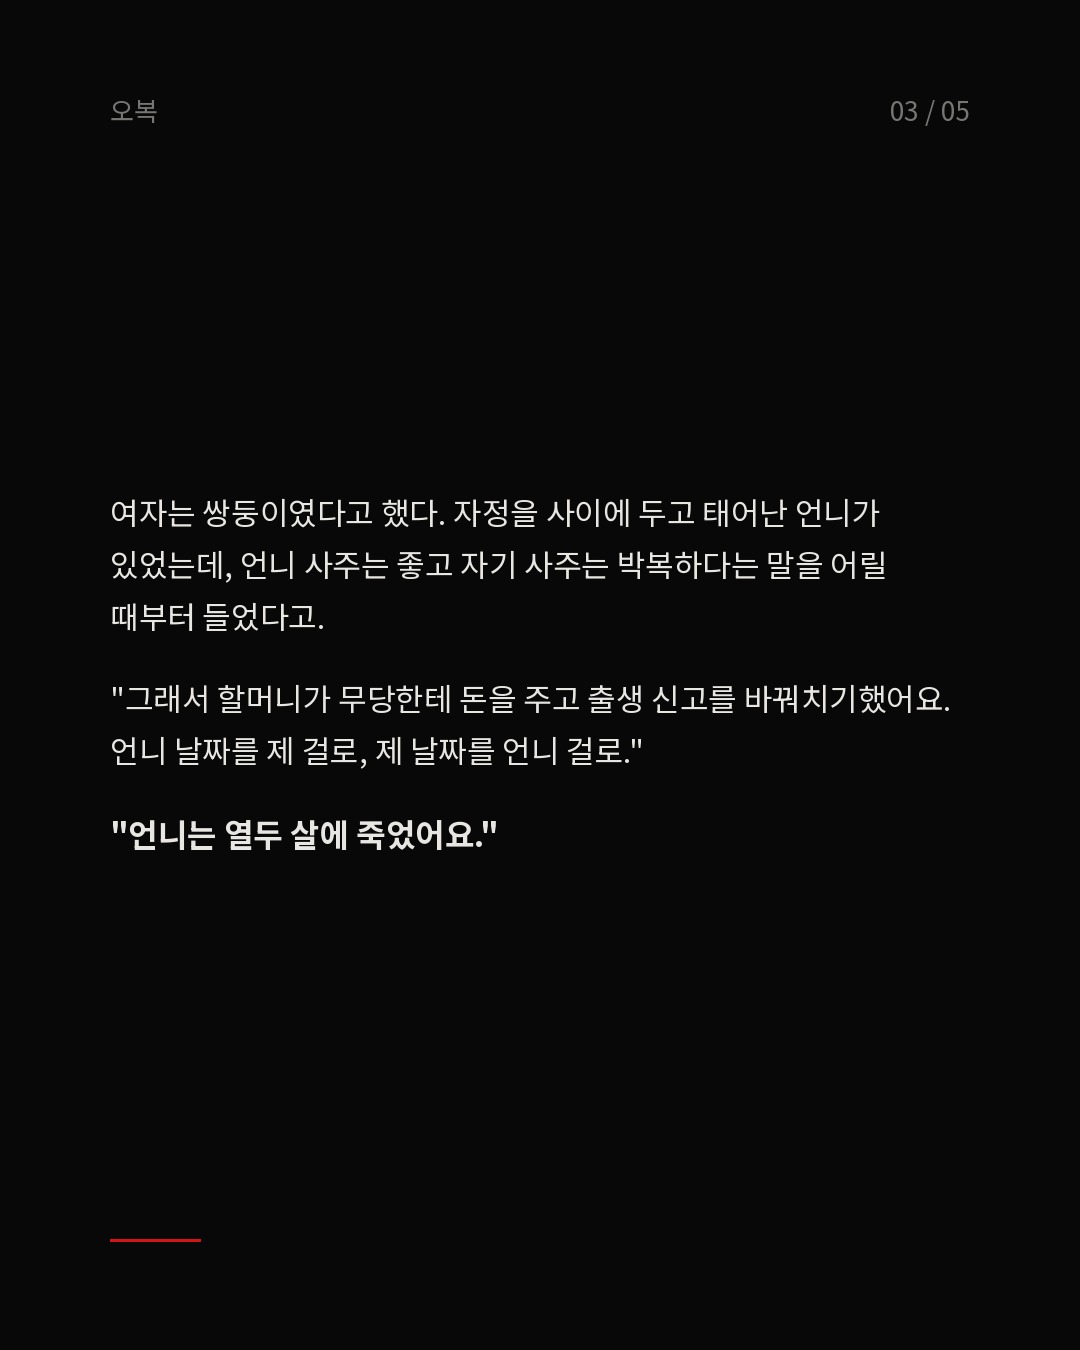 오복
03 / 05
여자는 쌍둥이였다고 했다. 자정을 사이에 두고 태어난 언니가
있었는데, 언니 사주는 좋고 자기 사주는 박복하다는 말을 어릴
때부터 들었다고.
"그래서 할머니가 무당한테 돈을 주고 출생 신고를 바꿔치기했어요.
언니 날짜를 제 걸로, 제 날짜를 언니 걸로."
"언니는 열두 살에 죽었어요."